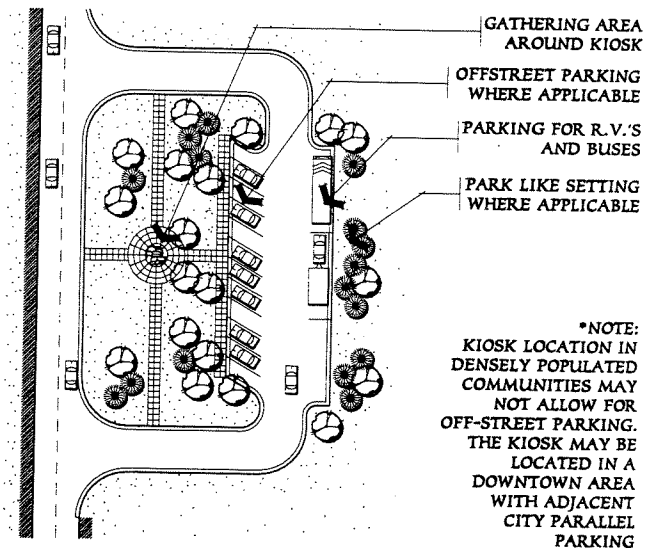 GATHERING AREA
AROUND KIOSK
OFFSTREET PARKING
WHERE APPLICABLE
PARKING FOR R.V.'S
AND BUSES
PARK LIKE SETTING
WHERE APPLICABLE
*NOTE:
KIOSK LOCATION IN
DENSELY POPULATED
COMMUNITIES MAY
NOT ALLOW FOR
OFF-STREET PARKING.
THE KIOSK MAY BE
LOCATED IN A
DOWNTOWN AREA
WITH ADJACENT
CITY PARALLEL
PARKING